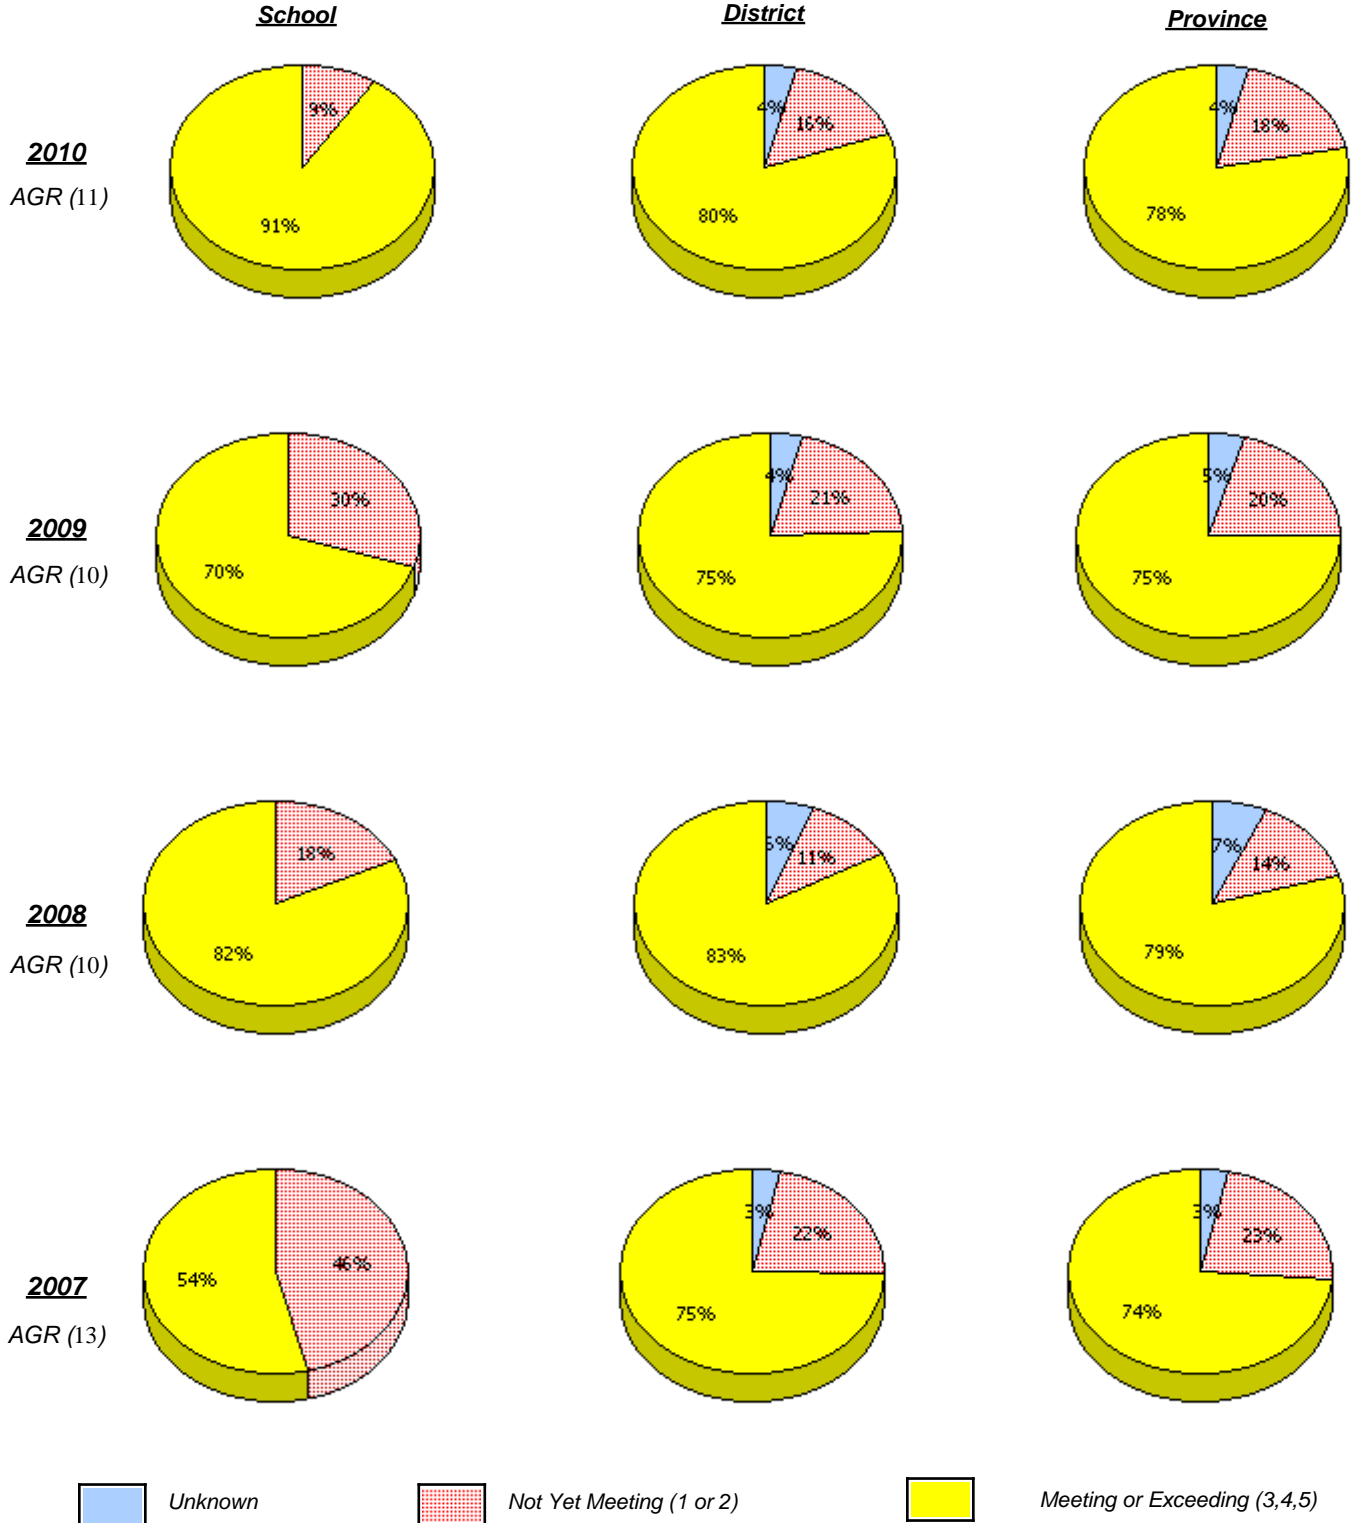 School District Province
9% 4% 16% 4% 18%
2010
AGR (11)
91% 80% 78%
30% 4% 21% 5% 20%
2009
AGR (10)
70% 75% 75%
18% 5% 11% 7% 14%
2008
AGR (10)
82% 83% 79%
46% 3% 22% 3% 23%
2007
AGR (13)
54% 75% 74%
Unknown Not Yet Meeting (1 or 2) Meeting or Exceeding (3,4,5)